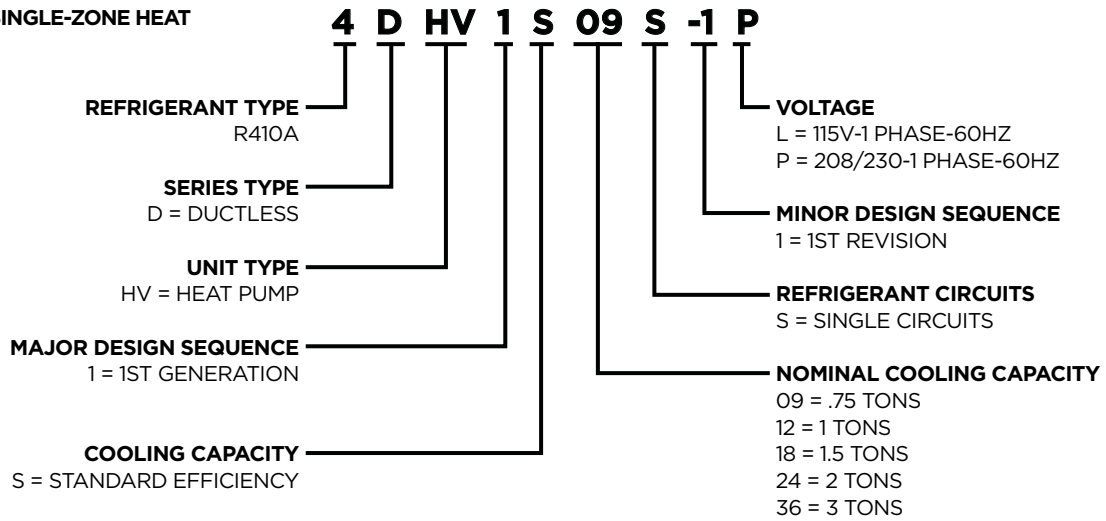 SINGLE-ZONE HEAT
4 D HV 1 S 09 S -1 P
REFRIGERANT TYPE
R410A
SERIES TYPE
D = DUCTLESS
UNIT TYPE
HV = HEAT PUMP
MAJOR DESIGN SEQUENCE
1 = 1ST GENERATION
COOLING CAPACITY
S = STANDARD EFFICIENCY
VOLTAGE
L = 115V-1 PHASE-60HZ
P = 208/230-1 PHASE-60HZ
MINOR DESIGN SEQUENCE
1 = 1ST REVISION
REFRIGERANT CIRCUITS
S = SINGLE CIRCUITS
NOMINAL COOLING CAPACITY
09 = .75 TONS
12 = 1 TONS
18 = 1.5 TONS
24 = 2 TONS
36 = 3 TONS